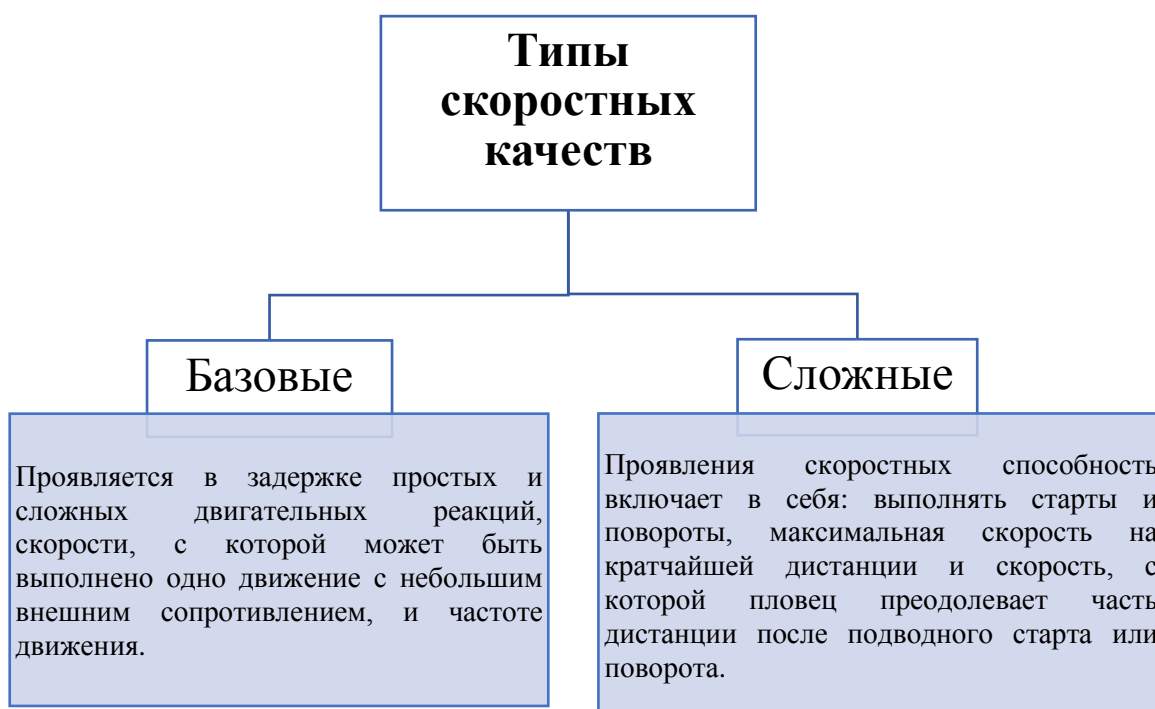 Типы
скоростных
качеств
Базовые
Проявляется в задержке простых и
сложных двигательных реакций,
скорости, с которой может быть
выполнено одно движение с небольшим
внешним сопротивлением, и частоте
движения.
Сложные
Проявления скоростных способность
включает в себя: выполнять старты и
повороты, максимальная скорость на
кратчайшей дистанции и скорость, с
которой пловец преодолевает часть
дистанции после подводного старта или
поворота.